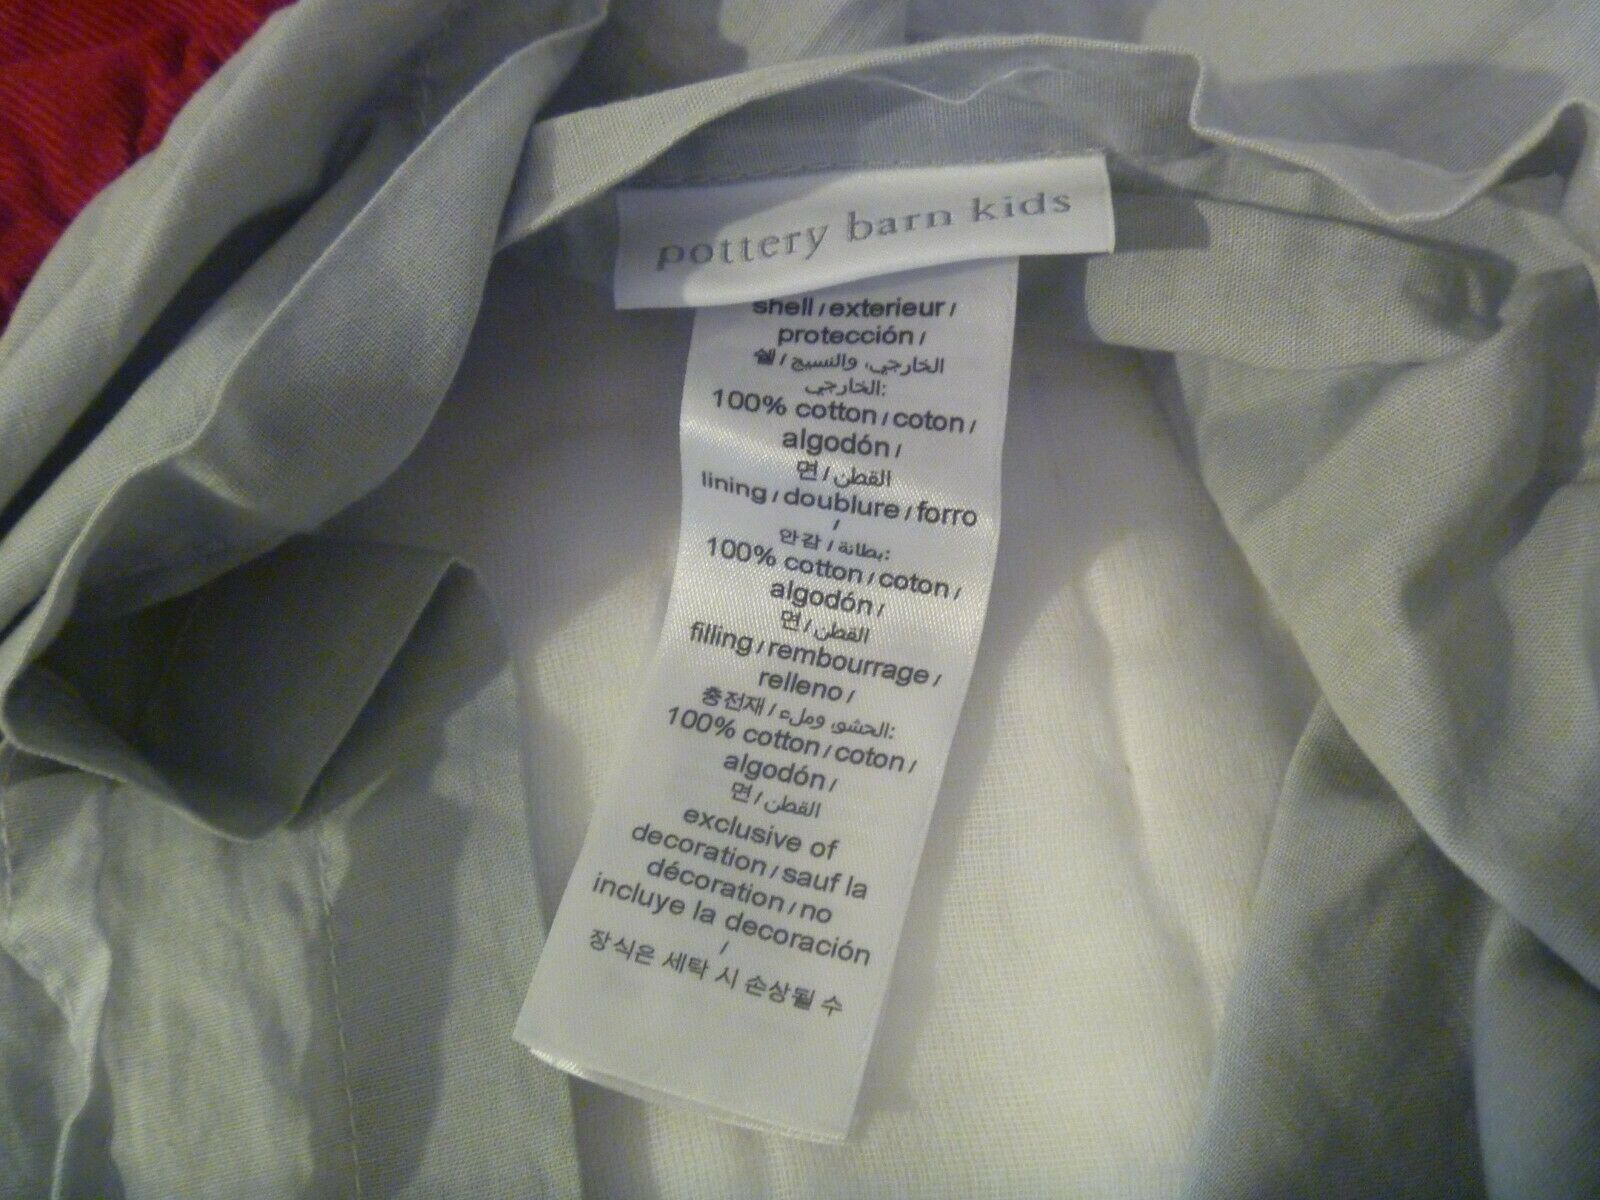 pottery barn kids
shell / exterieur /
protección /
쉘 / الخارجي، والنسيج
الخارجي:
100% cotton / coton /
algodón /
면 / القطن
lining / doublure / forro
/
안감 / بطانة:
100% cotton / coton /
algodón /
면 / القطن
filling / rembourrage /
relleno /
충전재 / الحشو، وملء:
100% cotton / coton /
algodón /
면 / القطن
exclusive of
decoration / sauf la
décoration / no
incluye la decoración
/
장식은 세탁 시 손상될 수